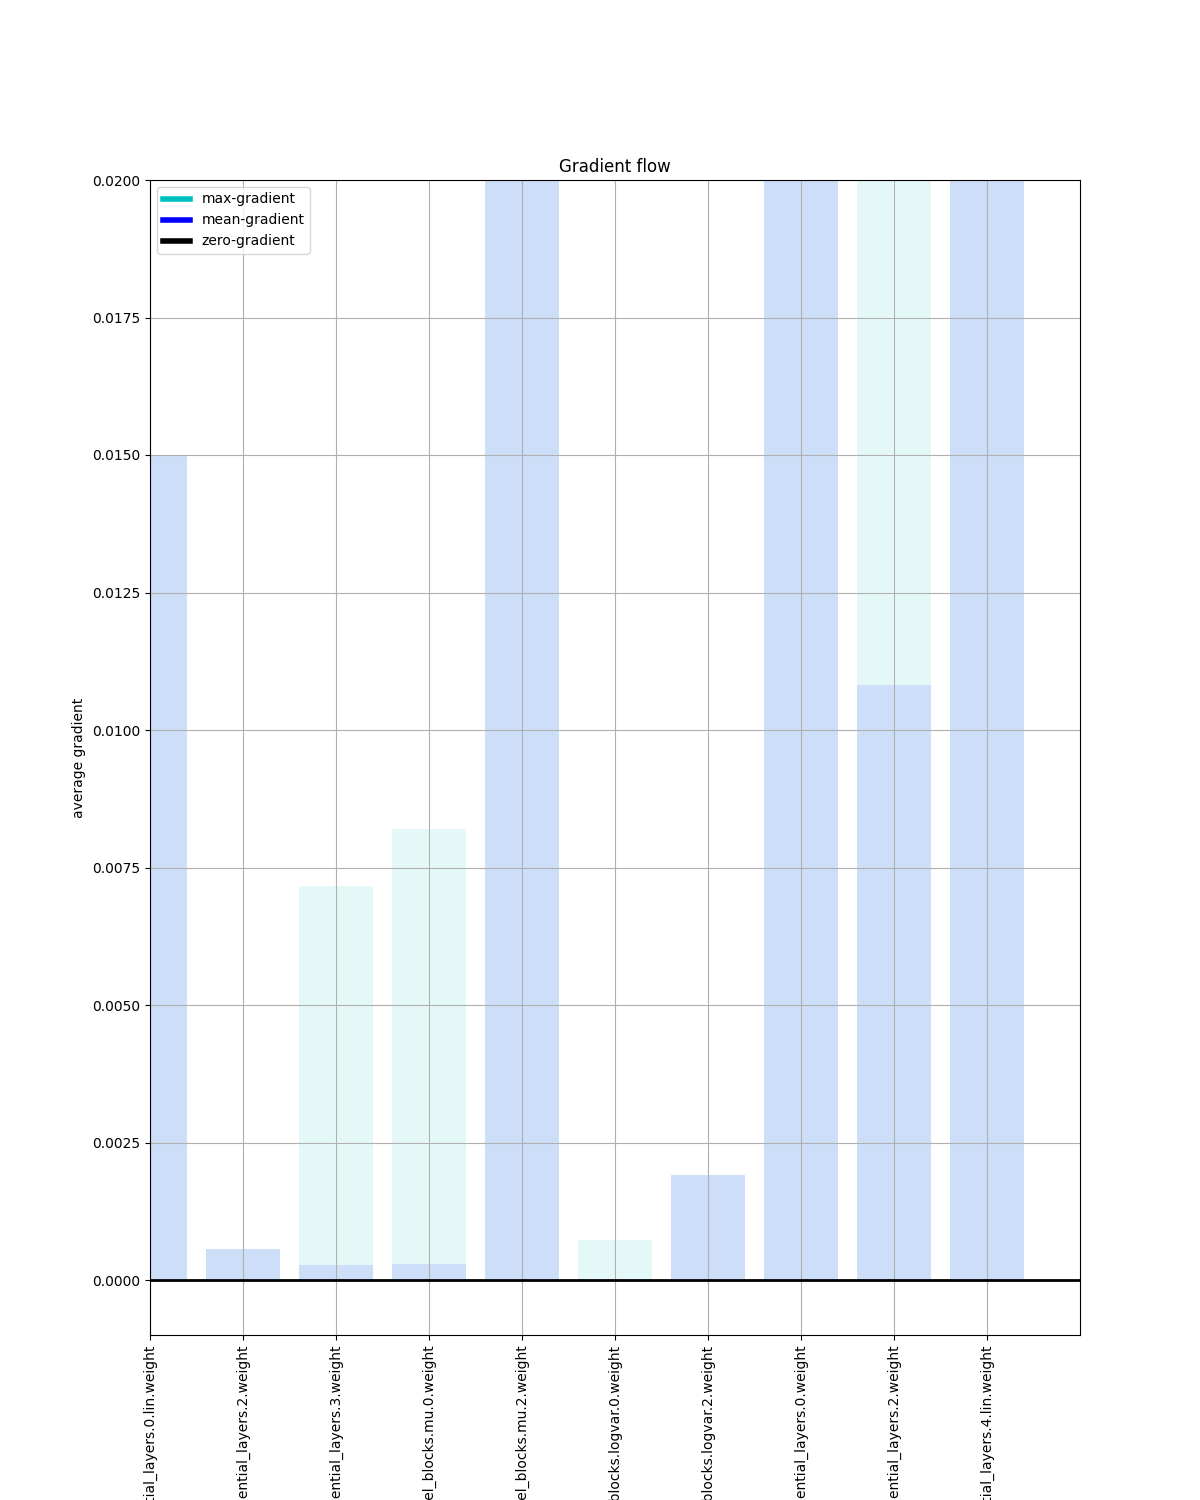 Gradient flow
max-gradient
mean-gradient
zero-gradient
0.0200
0.0175
0.0150
0.0125
0.0100
0.0075
0.0050
0.0025
0.0000
average gradient
tial_layers.0.lin.weight
ential_layers.2.weight
ential_layers.3.weight
el_blocks.mu.0.weight
el_blocks.mu.2.weight
blocks.logvar.0.weight
blocks.logvar.2.weight
ential_layers.0.weight
ential_layers.2.weight
tial_layers.4.lin.weight